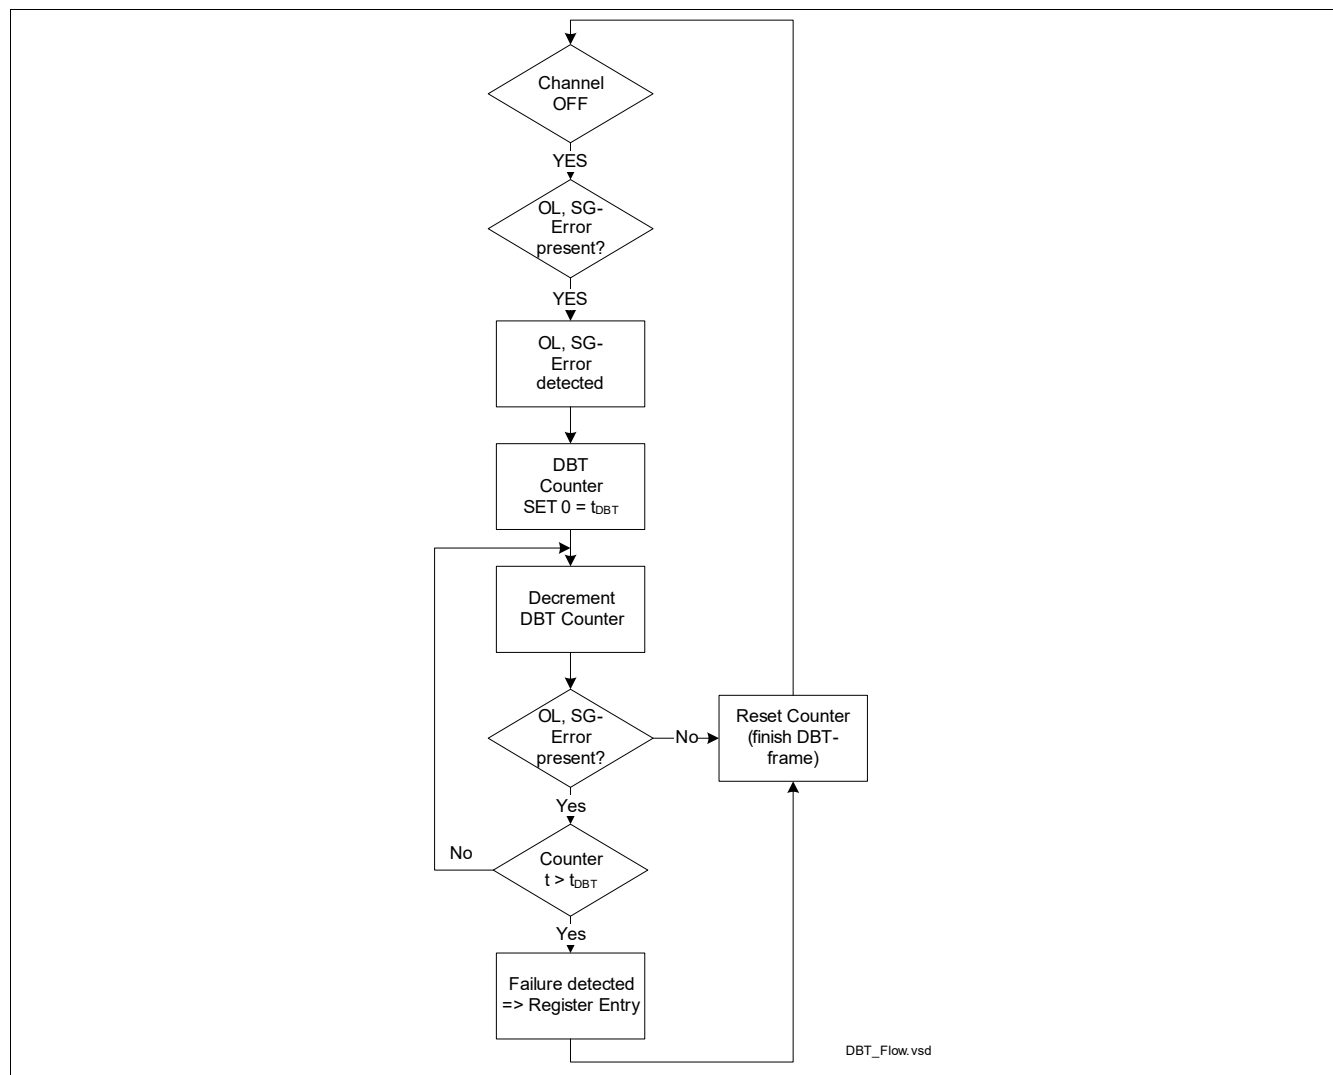 Channel
OFF
YES
OL, SG-
Error
present?
YES
OL, SG-
Error
detected
DBT
Counter
SET 0 = tDBT
Decrement
DBT Counter
OL, SG-
Error
present?
No
Reset Counter
(finish DBT-
frame)
Yes
No
Counter
t > tDBT
Yes
Failure detected
=> Register Entry
DBT_Flow.vsd